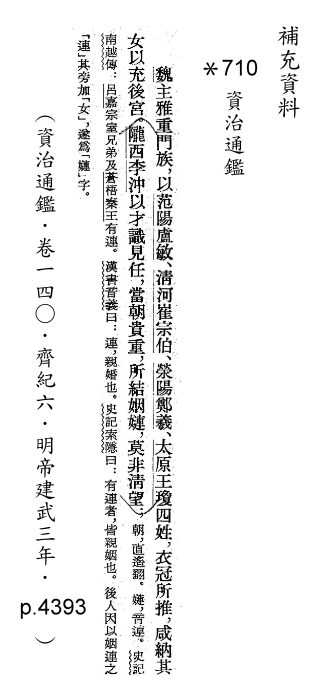 補充資料
*710 資治通鑑
魏主雅重門族，以范陽盧敏、清河崔宗伯、滎陽鄭羲、太原王瓊四姓，衣冠所推，咸納其
女以充後宮。隴西李沖以才識見任，當朝貴重，所結姻㜕，莫非清望；朝，直遙翻。㜕，音連。史記
南越傳：呂嘉宗室兄弟及蒼梧秦王有連。漢書音義曰：連，親婚也。史記索隱曰：有連者，皆親姻也。後人因以姻連之
「連」其旁加「女」，遂爲「㜕」字。
（資治通鑑．卷一四○．齊紀六．明帝建武三年．p.4393）